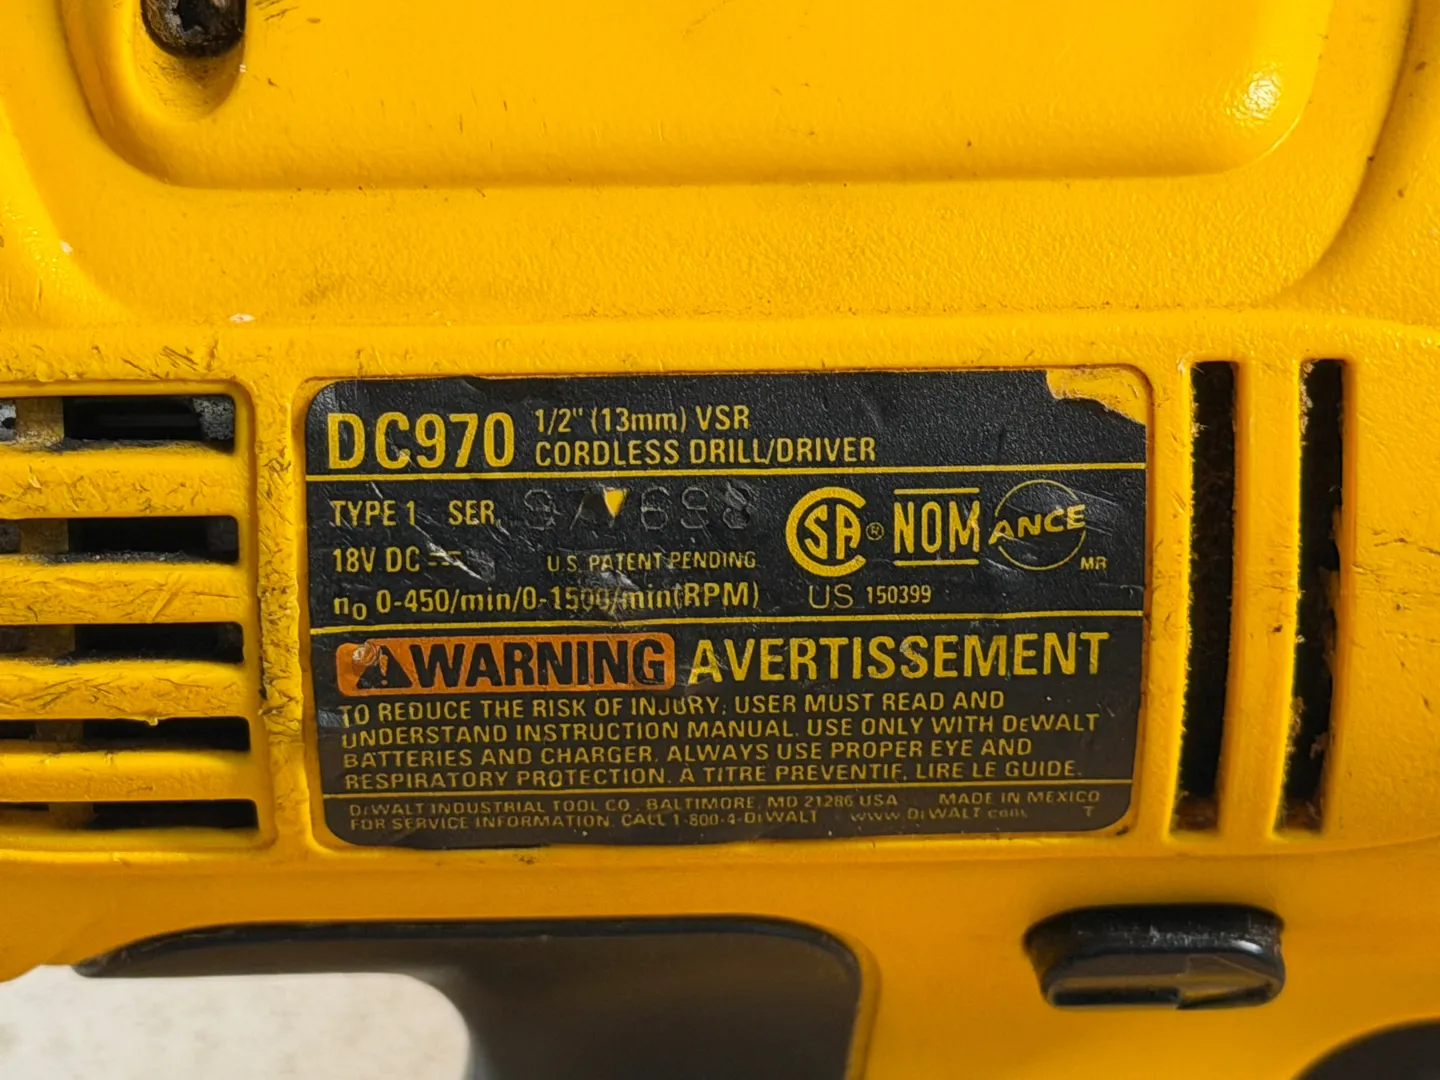 DC970 1/2" (13mm) VSR
CORDLESS DRILL/DRIVER
TYPE 1 SER.
18V DC U.S. PATENT PENDING
n₀ 0-450/min/0-1500/min(RPM)
CSA ® NOM ANCE MR
US 150399
WARNING AVERTISSEMENT
TO REDUCE THE RISK OF INJURY, USER MUST READ AND
UNDERSTAND INSTRUCTION MANUAL. USE ONLY WITH DEWALT
BATTERIES AND CHARGER. ALWAYS USE PROPER EYE AND
RESPIRATORY PROTECTION. À TITRE PRÉVENTIF, LIRE LE GUIDE.
DEWALT INDUSTRIAL TOOL CO., BALTIMORE, MD 21286 USA MADE IN MEXICO
FOR SERVICE INFORMATION, CALL 1-800-4-DEWALT www.DEWALT.com T